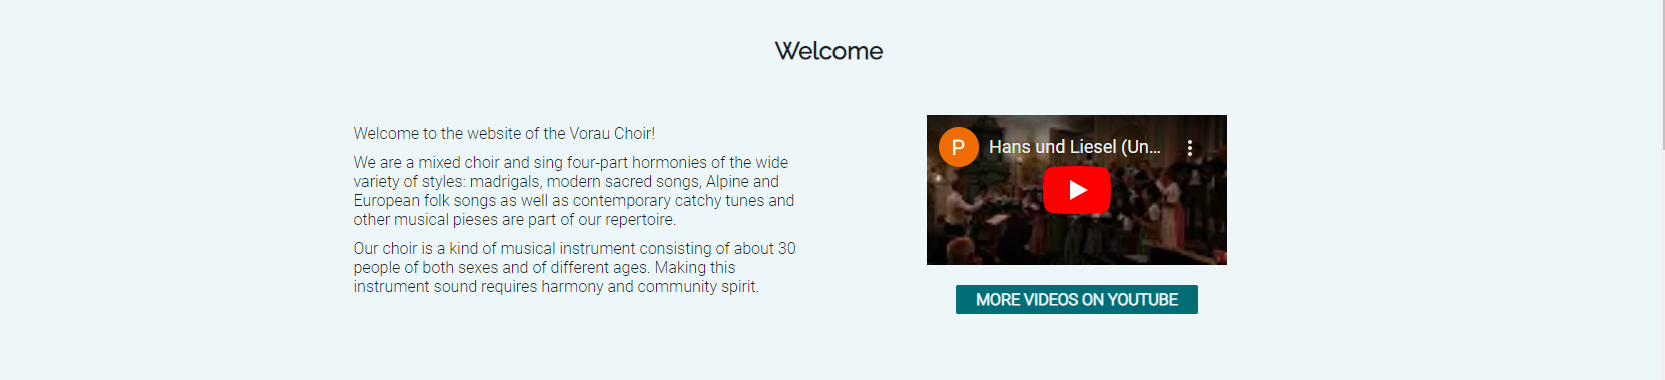 Welcome
Welcome to the website of the Vorau Choir!
We are a mixed choir and sing four-part hormonies of the wide
variety of styles: madrigals, modern sacred songs, Alpine and
European folk songs as well as contemporary catchy tunes and
other musical pieses are part of our repertoire.
Our choir is a kind of musical instrument consisting of about 30
people of both sexes and of different ages. Making this
instrument sound requires harmony and community spirit.
P
Hans und Liesel (Un...
MORE VIDEOS ON YOUTUBE